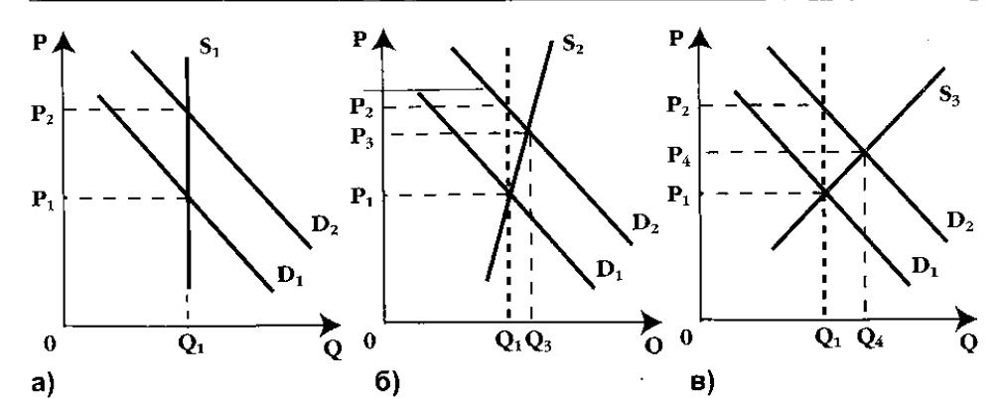 P
S₁
P₂
P₁
D₂
D₁
0
Q₁
Q
а)
P
S₂
P₂
P₃
P₁
D₂
D₁
0
Q₁ Q₃
O
б)
P
S₃
P₂
P₄
P₁
D₂
D₁
0
Q₁ Q₄
Q
в)